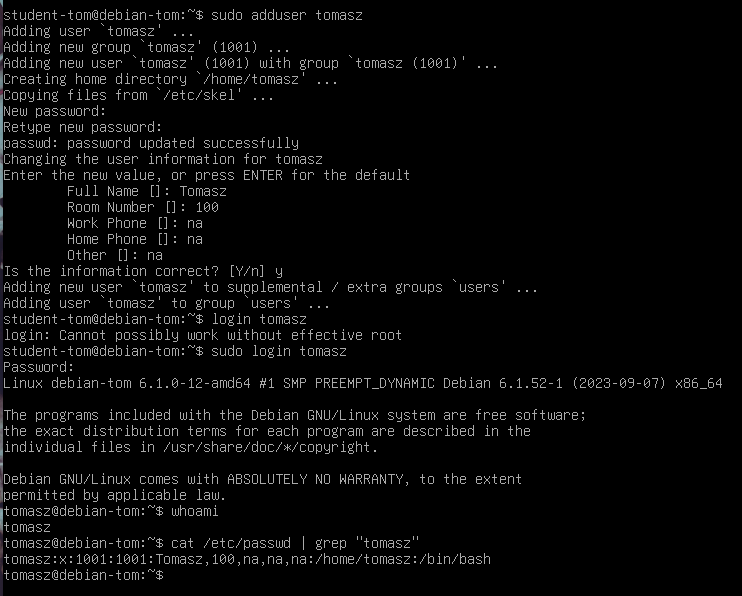 student-tom@debian-tom:~$ sudo adduser tomasz
Adding user `tomasz' ...
Adding new group `tomasz' (1001) ...
Adding new user `tomasz' (1001) with group `tomasz (1001)' ...
Creating home directory `/home/tomasz' ...
Copying files from `/etc/skel' ...
New password:
Retype new password:
passwd: password updated successfully
Changing the user information for tomasz
Enter the new value, or press ENTER for the default
Full Name []: Tomasz
Room Number []: 100
Work Phone []: na
Home Phone []: na
Other []: na
Is the information correct? [Y/n] y
Adding new user `tomasz' to supplemental / extra groups `users' ...
Adding user `tomasz' to group `users' ...
student-tom@debian-tom:~$ login tomasz
login: Cannot possibly work without effective root
student-tom@debian-tom:~$ sudo login tomasz
Password:
Linux debian-tom 6.1.0-12-amd64 #1 SMP PREEMPT_DYNAMIC Debian 6.1.52-1 (2023-09-07) x86_64
The programs included with the Debian GNU/Linux system are free software;
the exact distribution terms for each program are described in the
individual files in /usr/share/doc/*/copyright.
Debian GNU/Linux comes with ABSOLUTELY NO WARRANTY, to the extent
permitted by applicable law.
tomasz@debian-tom:~$ whoami
tomasz
tomasz@debian-tom:~$ cat /etc/passwd | grep "tomasz"
tomasz:x:1001:1001:Tomasz,100,na,na,na:/home/tomasz:/bin/bash
tomasz@debian-tom:~$